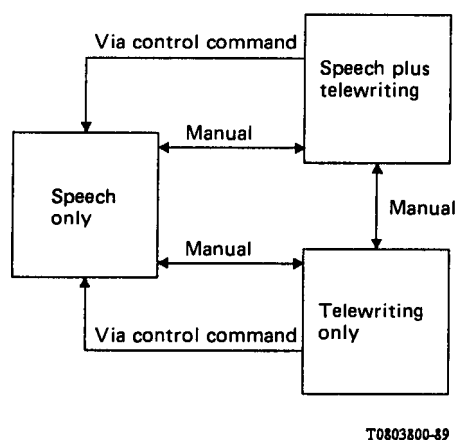 Via control command
Speech plus
telewriting
Manual
Speech
only
Manual
Manual
Telewriting
only
Via control command
T0803800-89